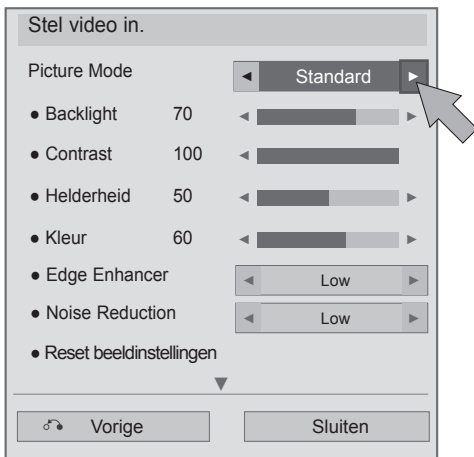 Stel video in.
Picture Mode ◄ Standard ►
● Backlight 70 ◄ ►
● Contrast 100 ◄
● Helderheid 50 ◄ ►
● Kleur 60 ◄ ►
● Edge Enhancer ◄ Low ►
● Noise Reduction ◄ Low ►
● Reset beeldinstellingen
▼
Vorige Sluiten